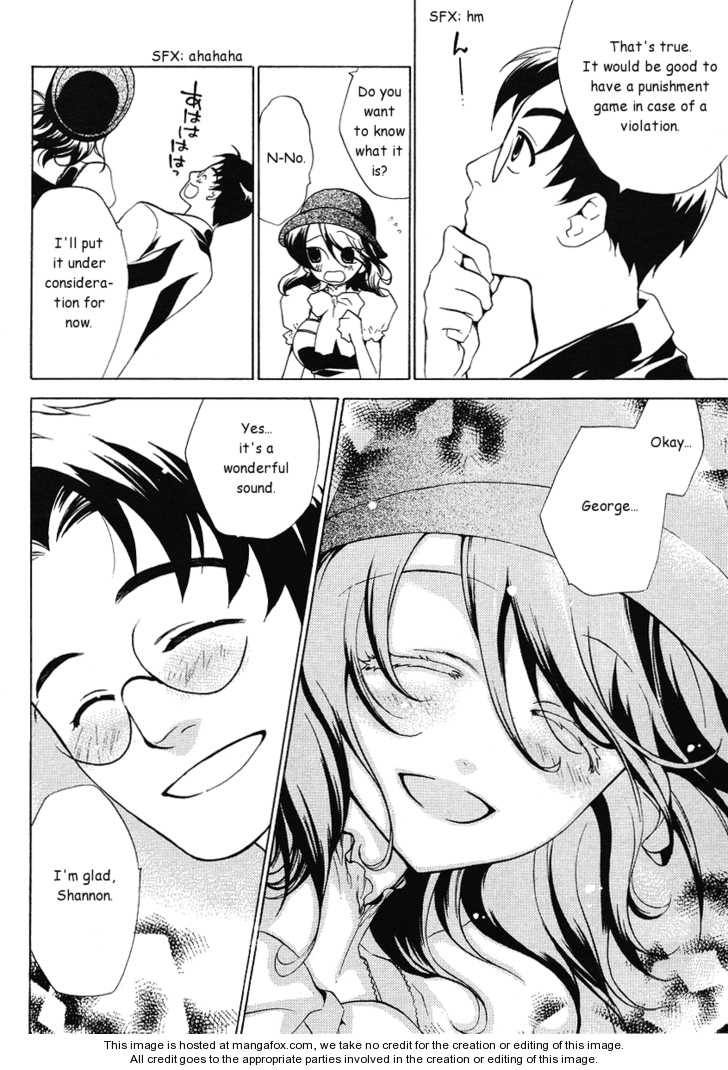 SFX: hm
ん
That's true.
It would be good to
have a punishment
game in case of a
violation.
Do you
want
to know
what it
is?
N-No.
SFX: ahahaha
あはははははっ
I'll put
it under
considera-
tion for
now.
Okay...
George...
Yes...
it's a
wonderful
sound.
I'm glad,
Shannon.
This image is hosted at mangafox.com, we take no credit for the creation or editing of this image.
All credit goes to the appropriate parties involved in the creation or editing of this image.